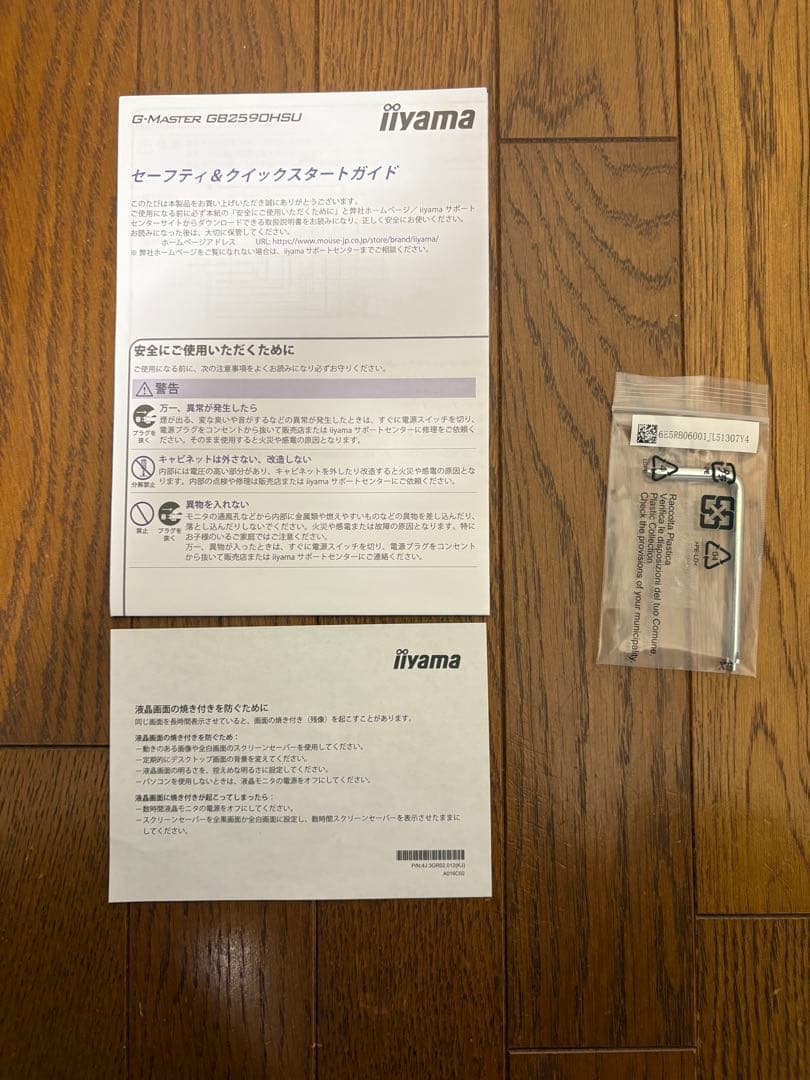 G-MASTER GB2590HSU
iiyama
セーフティ&クイックスタートガイド
このたびは本製品をお買い上げいただき誠にありがとうございます。
ご使用になる前に必ず本紙の「安全にご使用いただくために」と弊社ホームページ/ iiyama サポート
センターサイトからダウンロードできる取扱説明書をお読みになり、正しく安全にお使いください。
お読みになった後は、大切に保管してください。
ホームページアドレス URL: https://www.mouse-jp.co.jp/store/brand/iiyama/
※ 弊社ホームページをご覧になれない場合は、iiyama サポートセンターまでご相談ください。
安全にご使用いただくために
ご使用になる前に、次の注意事項をよくお読みになり必ずお守りください。
警告
プラグを
抜く
万一、異常が発生したら
煙が出る、変な臭いや音がするなどの異常が発生したときは、すぐに電源スイッチを切り、
電源プラグをコンセントから抜いて販売店または iiyama サポートセンターに修理をご依頼く
ださい。そのまま使用すると火災や感電の原因となります。
分解禁止
キャビネットは外さない、改造しない
内部には電圧の高い部分があり、キャビネットを外したり改造すると火災や感電の原因とな
ります。内部の点検や修理は販売店または iiyama サポートセンターにご依頼ください。
禁止
プラグを
抜く
異物を入れない
モニタの通風孔などから内部に金属類や燃えやすいものなどの異物を差し込んだり、
落とし込んだりしないでください。火災や感電または故障の原因となります。特に
お子様のいるご家庭ではご注意ください。
万一、異物が入ったときは、すぐに電源スイッチを切り、電源プラグをコンセント
から抜いて販売店または iiyama サポートセンターにご連絡ください。
iiyama
液晶画面の焼き付きを防ぐために
同じ画面を長時間表示させていると、画面の焼き付き(残像)を起こすことがあります。
液晶画面の焼き付きを防ぐため:
－動きのある画像や全白画面のスクリーンセーバーを使用してください。
－定期的にデスクトップ画面の背景を変えてください。
－液晶画面の明るさを、控えめな明るさに設定してください。
－パソコンを使用しないときは、液晶モニタの電源をオフにしてください。
液晶画面に焼き付きが起こってしまったら:
－数時間液晶モニタの電源をオフにしてください。
－スクリーンセーバーを全黒画面か全白画面に設定し、数時間スクリーンセーバーを表示させたままに
してください。
P/N:4J.3GR02.012(KJ)
A016C02
6E5RB06001JL51307Y4
Raccolta Plastica
Verifica le disposizioni del tuo Comune.
Plastic Collection
Check the provisions of your municipality.
04
>PE-LD<